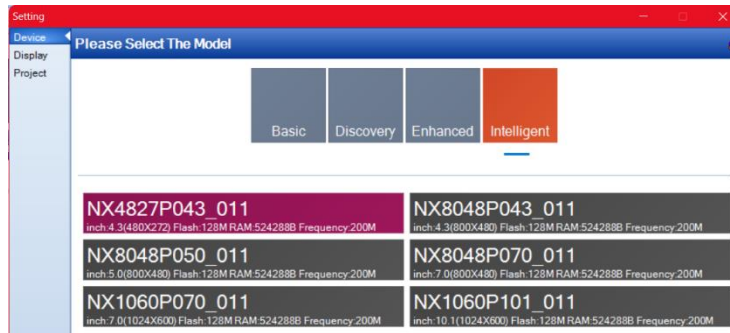 Setting
Device
Display
Project
Please Select The Model
Basic
Discovery
Enhanced
Intelligent
NX4827P043_011
inch:4.3(480X272) Flash:128M RAM:524288B Frequency:200M
NX8048P043_011
inch:4.3(800X480) Flash:128M RAM:524288B Frequency:200M
NX8048P050_011
inch:5.0(800X480) Flash:128M RAM:524288B Frequency:200M
NX8048P070_011
inch:7.0(800X480) Flash:128M RAM:524288B Frequency:200M
NX1060P070_011
inch:7.0(1024X600) Flash:128M RAM:524288B Frequency:200M
NX1060P101_011
inch:10.1(1024X600) Flash:128M RAM:524288B Frequency:200M